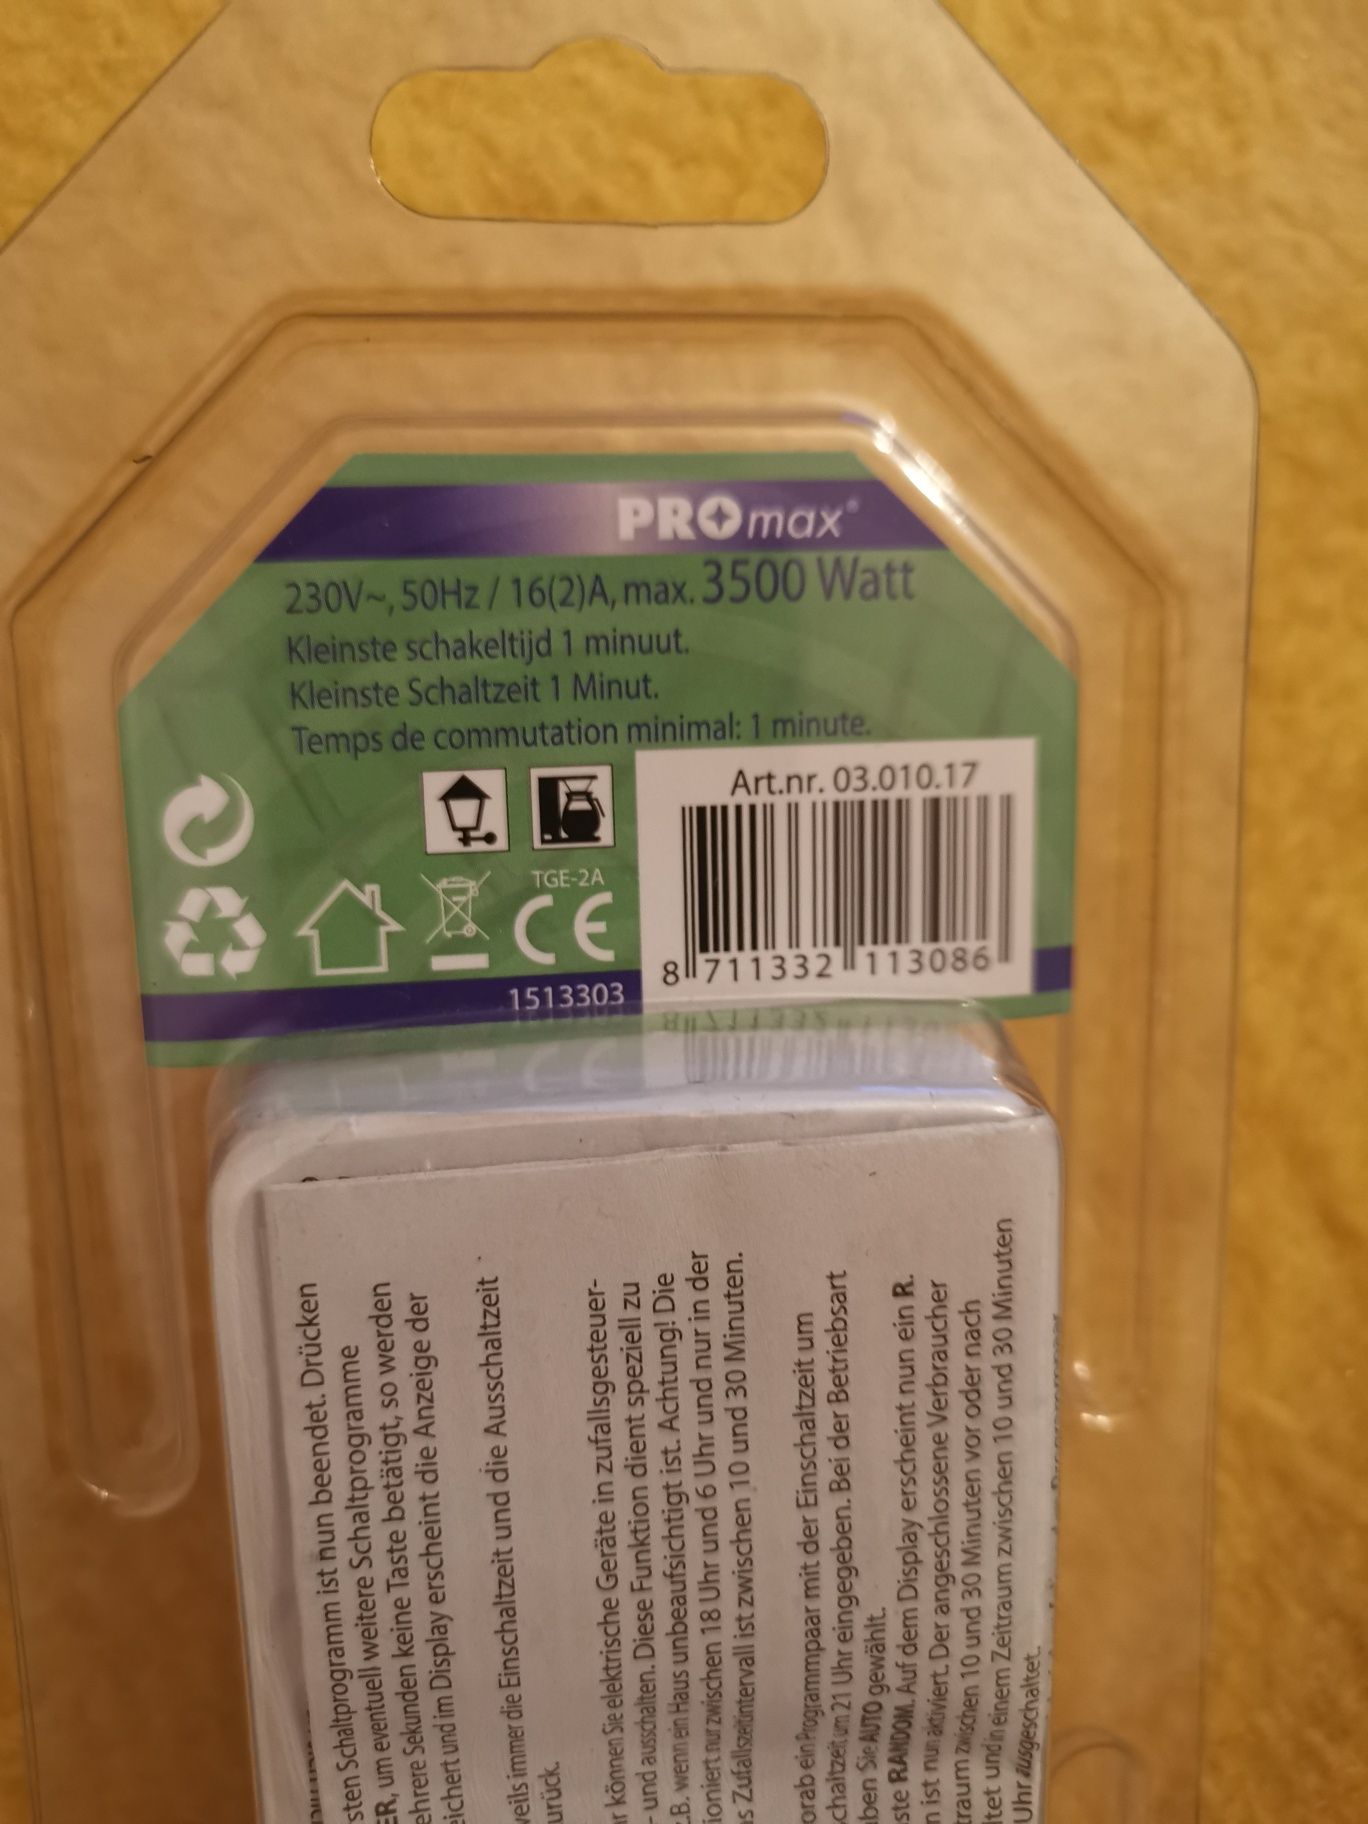 PROmax®
230V~, 50Hz / 16(2)A, max. 3500 Watt
Kleinste schakeltijd 1 minuut.
Kleinste Schaltzeit 1 Minut.
Temps de commutation minimal: 1 minute.
Art.nr. 03.010.17
TGE-2A
CE
8 711332 113086
1513303
sten Schaltprogramm ist nun beendet. Drücken
ER, um eventuell weitere Schaltprogramme
ehrere Sekunden keine Taste betätigt, so werden
eichert und im Display erscheint die Anzeige der
weils immer die Einschaltzeit und die Ausschaltzeit
urück.
ir können Sie elektrische Geräte in zufallsgesteuer-
- und ausschalten. Diese Funktion dient speziell zu
z.B. wenn ein Haus unbeaufsichtigt ist. Achtung! Die
ioniert nur zwischen 18 Uhr und 6 Uhr und nur in der
as Zufallszeitintervall ist zwischen 10 und 30 Minuten.
orab ein Programmpaar mit der Einschaltzeit um
chaltzeit um 21 Uhr eingegeben. Bei der Betriebsart
aben Sie AUTO gewählt.
ste RANDOM. Auf dem Display erscheint nun ein R.
n ist nun aktiviert. Der angeschlossene Verbraucher
traum zwischen 10 und 30 Minuten vor oder nach
ltet und in einem Zeitraum zwischen 10 und 30 Minuten
Uhr ausgeschaltet.